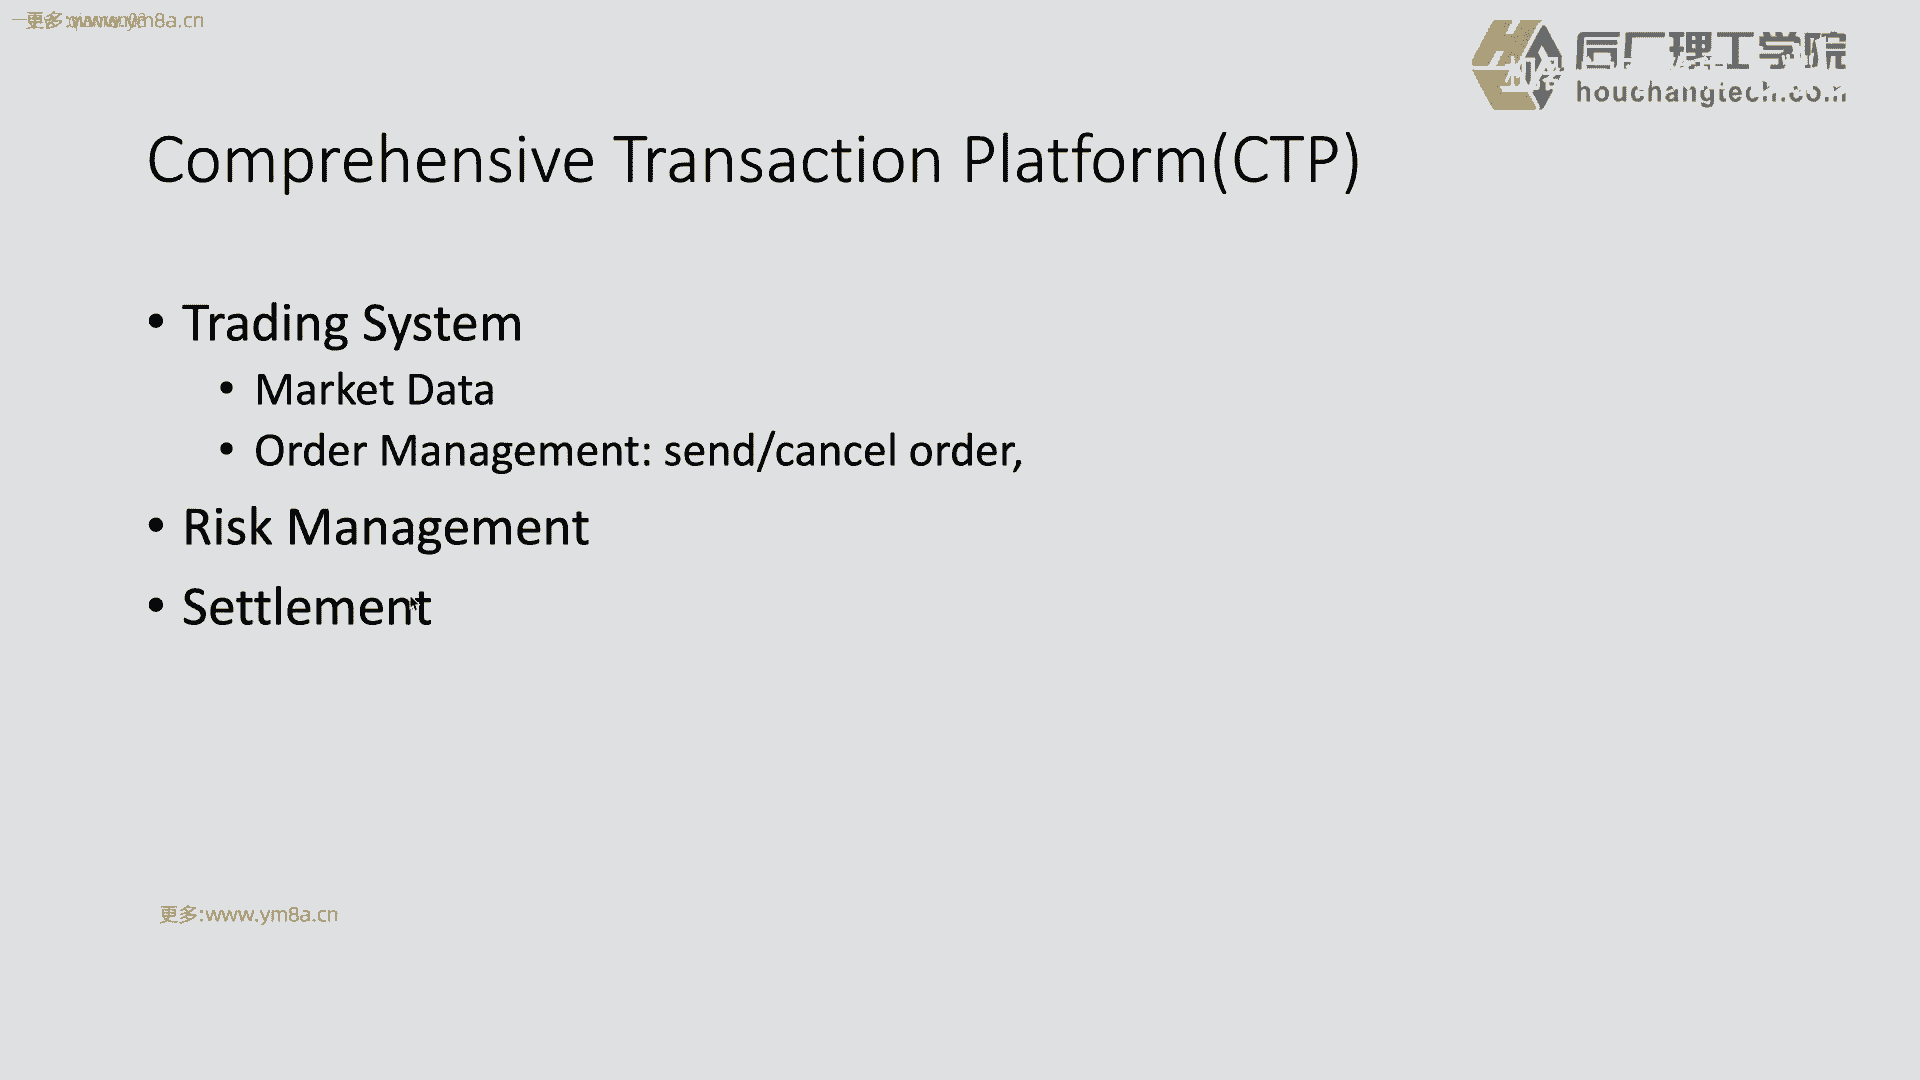 更多:www.ym8a.cn
后厂理工学院
houchangtech.com
Comprehensive Transaction Platform(CTP)
• Trading System
• Market Data
• Order Management: send/cancel order,
• Risk Management
• Settlement
更多:www.ym8a.cn